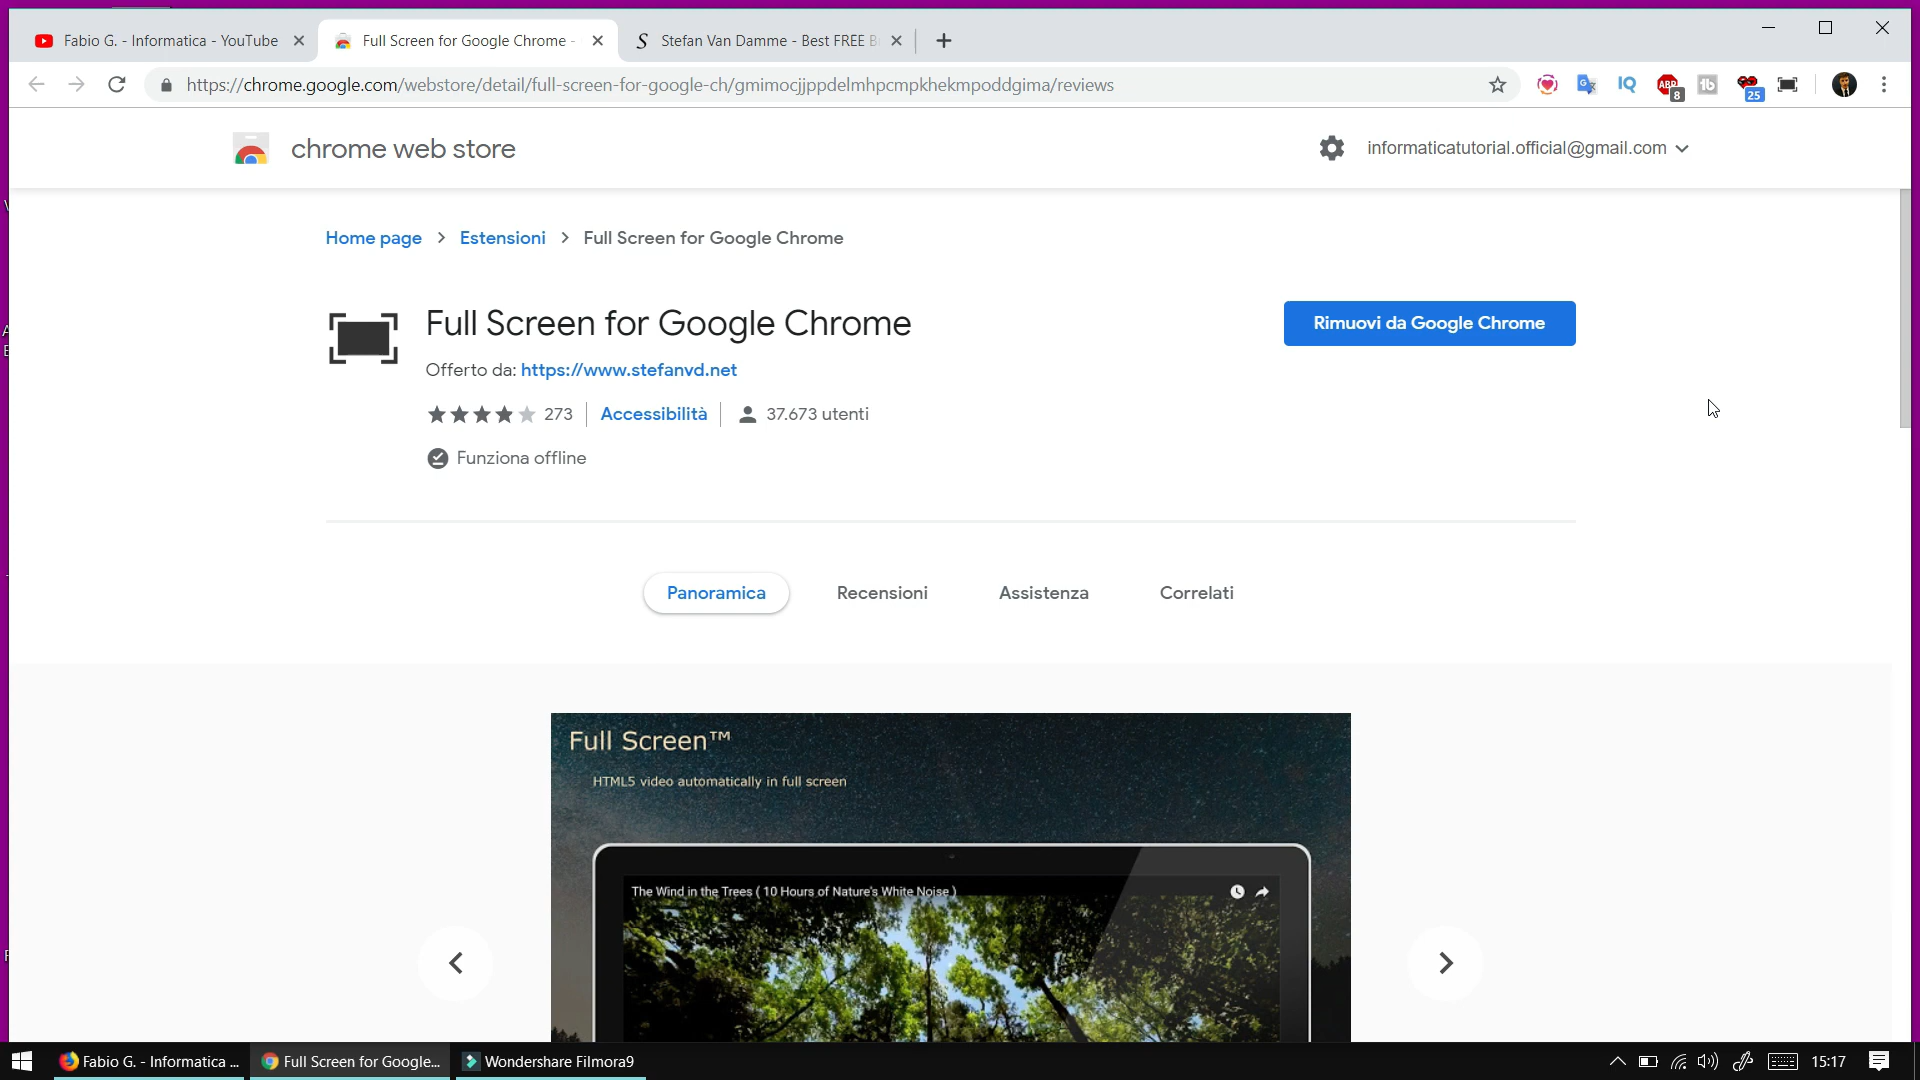 Fabio G. - Informatica - YouTube
Full Screen for Google Chrome -
Stefan Van Damme - Best FREE B
https://chrome.google.com/webstore/detail/full-screen-for-google-ch/gmimocjjppdelmhpcmpkhekmpoddgima/reviews
IQ
ABP
8
25
chrome web store
informaticatutorial.official@gmail.com
Home page > Estensioni > Full Screen for Google Chrome
Full Screen for Google Chrome
Rimuovi da Google Chrome
Offerto da: https://www.stefanvd.net
273 Accessibilità 37.673 utenti
Funziona offline
Panoramica Recensioni Assistenza Correlati
Full Screen™
HTML5 video automatically in full screen
The Wind in the Trees ( 10 Hours of Nature's White Noise )
Fabio G. - Informatica ...
Full Screen for Google...
Wondershare Filmora9
15:17